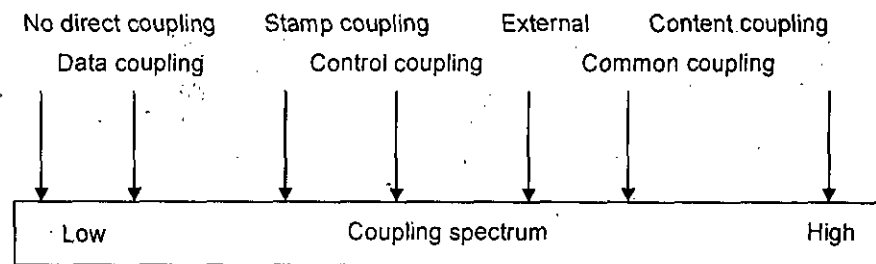 No direct coupling Stamp coupling External Content coupling
Data coupling Control coupling Common coupling
Low Coupling spectrum High